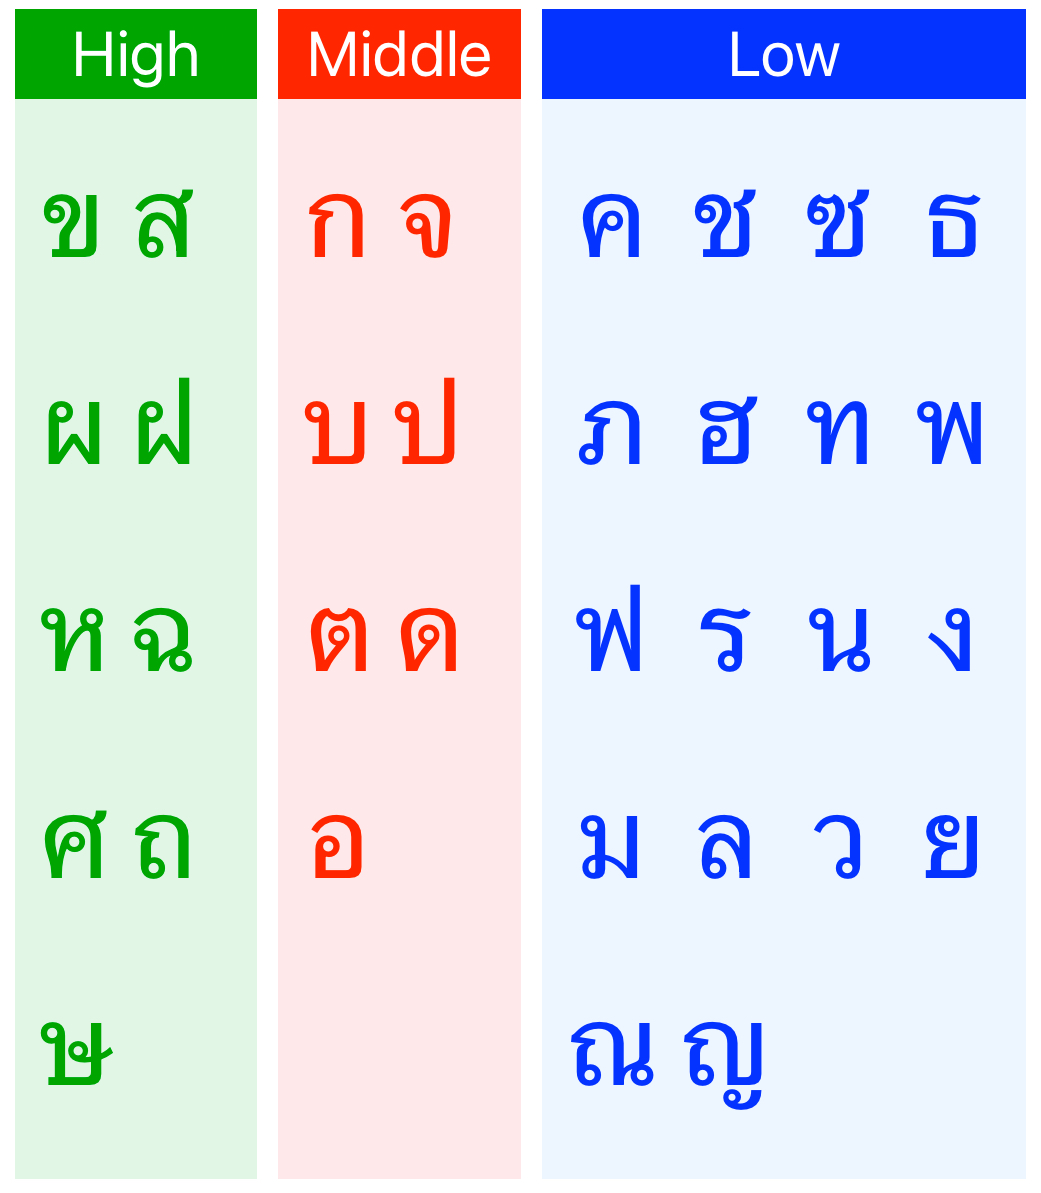 High
ข ส
ผ ฝ
ห ฉ
ศ ถ
ษ
Middle
ก จ
บ ป
ต ด
อ
Low
ค ช ซ ธ
ภ ฮ ท พ
ฟ ร น ง
ม ล ว ย
ณ ญ